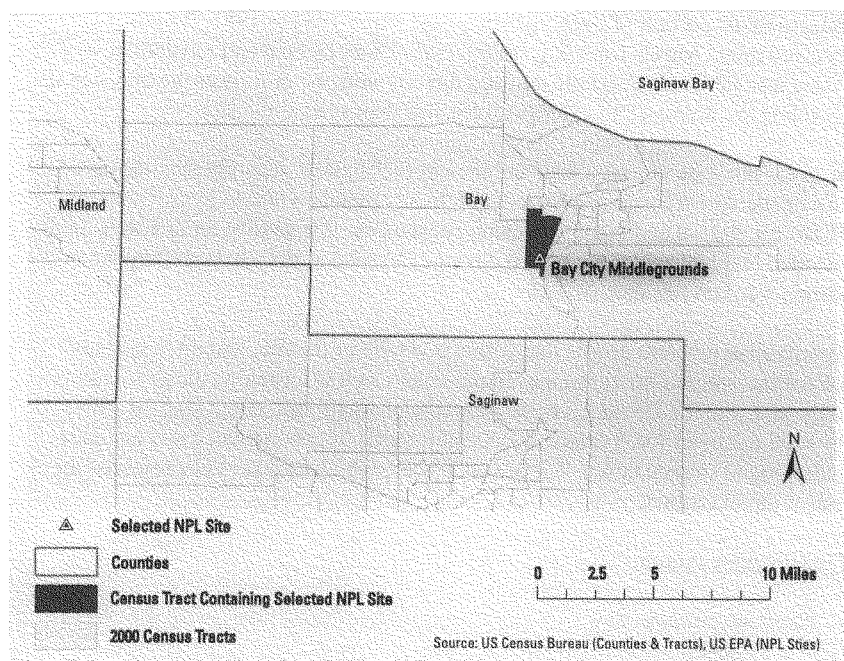 Saginaw Bay
Midland
Bay
Bay City Middlegrounds
Saginaw
N
Selected NPL Site
Counties
Census Tract Containing Selected NPL Site
2000 Census Tracts
0 2.5 5 10 Miles
Source: US Census Bureau (Counties & Tracts), US EPA (NPL Sties)